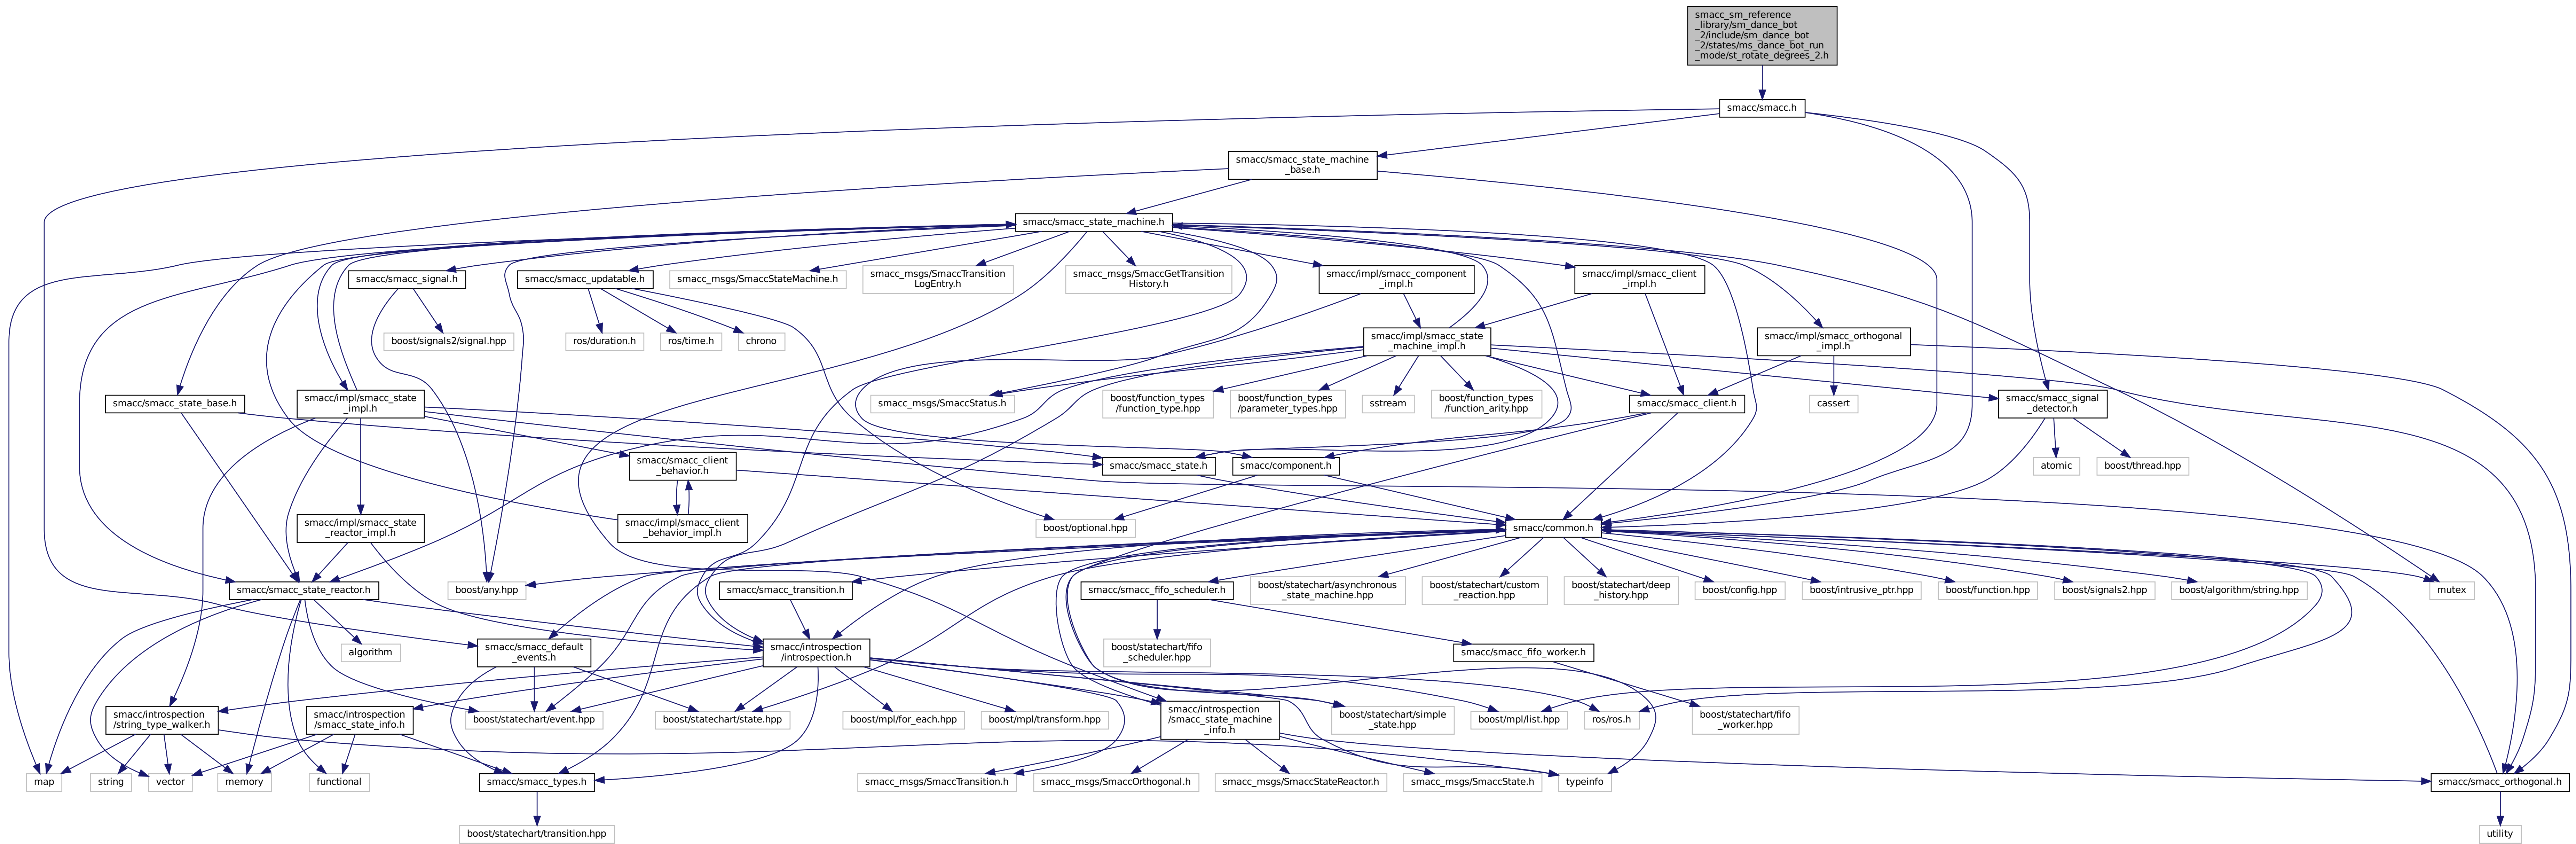 smacc_sm_reference
_library/sm_dance_bot
_2/include/sm_dance_bot
_2/states/ms_dance_bot_run
_mode/st_rotate_degrees_2.h
smacc/smacc.h
smacc/smacc_state_machine
_base.h
smacc/smacc_state_machine.h
smacc/smacc_signal.h
smacc/smacc_updatable.h
smacc_msgs/SmaccStateMachine.h
smacc_msgs/SmaccTransition
LogEntry.h
smacc_msgs/SmaccGetTransition
History.h
smacc/impl/smacc_component
_impl.h
smacc/impl/smacc_client
_impl.h
boost/signals2/signal.hpp
ros/duration.h
ros/time.h
chrono
smacc/impl/smacc_state
_machine_impl.h
smacc/impl/smacc_orthogonal
_impl.h
smacc/smacc_state_base.h
smacc/impl/smacc_state
_impl.h
smacc_msgs/SmaccStatus.h
boost/function_types
/function_type.hpp
boost/function_types
/parameter_types.hpp
sstream
boost/function_types
/function_arity.hpp
smacc/smacc_client.h
cassert
smacc/smacc_signal
_detector.h
smacc/smacc_client
_behavior.h
smacc/smacc_state.h
smacc/component.h
atomic
boost/thread.hpp
smacc/impl/smacc_state
_reactor_impl.h
smacc/impl/smacc_client
_behavior_impl.h
boost/optional.hpp
smacc/common.h
smacc/smacc_state_reactor.h
boost/any.hpp
smacc/smacc_transition.h
smacc/smacc_fifo_scheduler.h
boost/statechart/asynchronous
_state_machine.hpp
boost/statechart/custom
_reaction.hpp
boost/statechart/deep
_history.hpp
boost/config.hpp
boost/intrusive_ptr.hpp
boost/function.hpp
boost/signals2.hpp
boost/algorithm/string.hpp
mutex
algorithm
smacc/smacc_default
_events.h
smacc/introspection
/introspection.h
boost/statechart/fifo
_scheduler.hpp
smacc/smacc_fifo_worker.h
smacc/introspection
/string_type_walker.h
smacc/introspection
/smacc_state_info.h
boost/statechart/event.hpp
boost/statechart/state.hpp
boost/mpl/for_each.hpp
boost/mpl/transform.hpp
smacc/introspection
/smacc_state_machine
_info.h
boost/statechart/simple
_state.hpp
boost/mpl/list.hpp
ros/ros.h
boost/statechart/fifo
_worker.hpp
map
string
vector
memory
functional
smacc/smacc_types.h
smacc_msgs/SmaccTransition.h
smacc_msgs/SmaccOrthogonal.h
smacc_msgs/SmaccStateReactor.h
smacc_msgs/SmaccState.h
typeinfo
smacc/smacc_orthogonal.h
boost/statechart/transition.hpp
utility